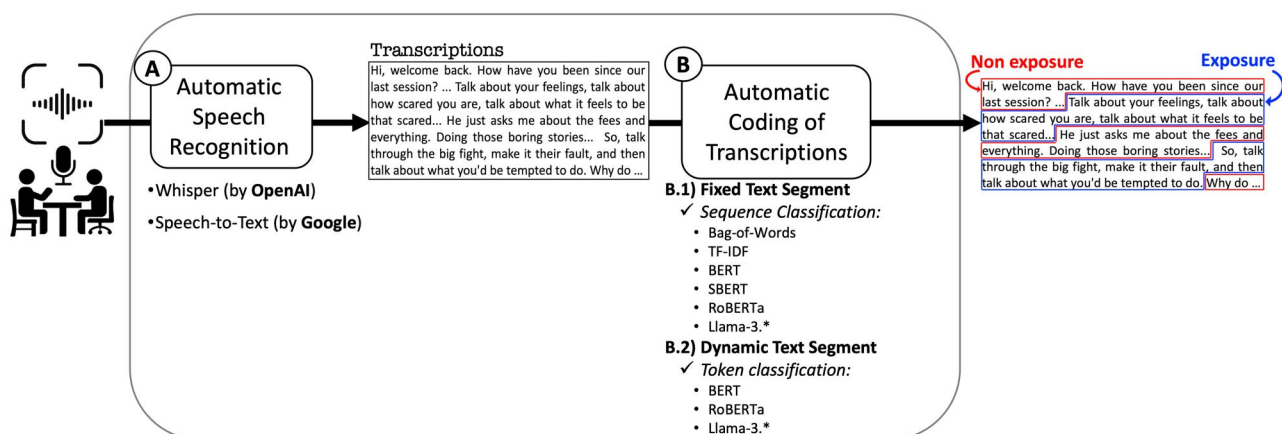 A
Automatic
Speech
Recognition
•Whisper (by OpenAI)
•Speech-to-Text (by Google)
Transcriptions
Hi, welcome back. How have you been since our
last session? ... Talk about your feelings, talk about
how scared you are, talk about what it feels to be
that scared... He just asks me about the fees and
everything. Doing those boring stories... So, talk
through the big fight, make it their fault, and then
talk about what you'd be tempted to do. Why do ...
B
Automatic
Coding of
Transcriptions
B.1) Fixed Text Segment
✓ Sequence Classification:
• Bag-of-Words
• TF-IDF
• BERT
• SBERT
• RoBERTa
• Llama-3.*
B.2) Dynamic Text Segment
✓ Token classification:
• BERT
• RoBERTa
• Llama-3.*
Non exposure
Exposure
Hi, welcome back. How have you been since our
last session? ... Talk about your feelings, talk about
how scared you are, talk about what it feels to be
that scared... He just asks me about the fees and
everything. Doing those boring stories... So, talk
through the big fight, make it their fault, and then
talk about what you'd be tempted to do. Why do ...